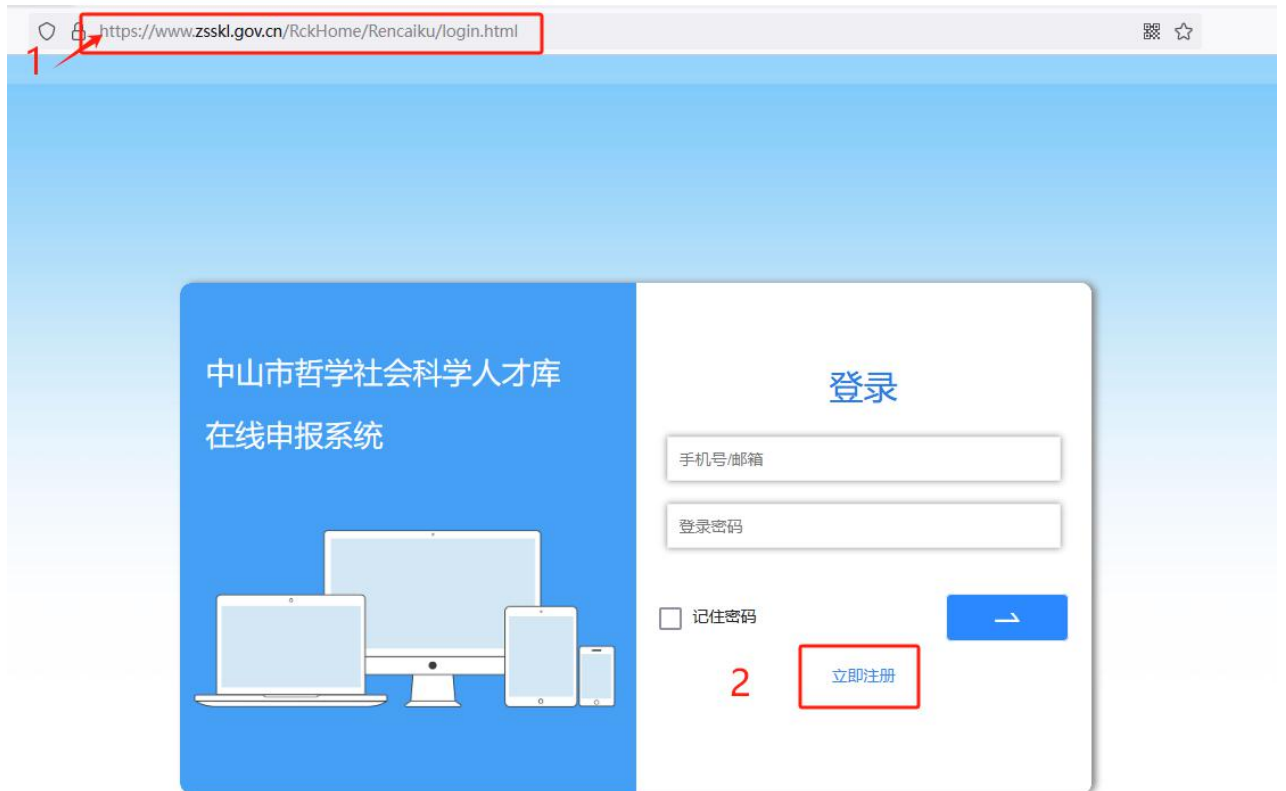 https://www.zsskl.gov.cn/RckHome/Rencaiku/login.html
1
中山市哲学社会科学人才库
在线申报系统
登录
手机号/邮箱
登录密码
记住密码
2
立即注册